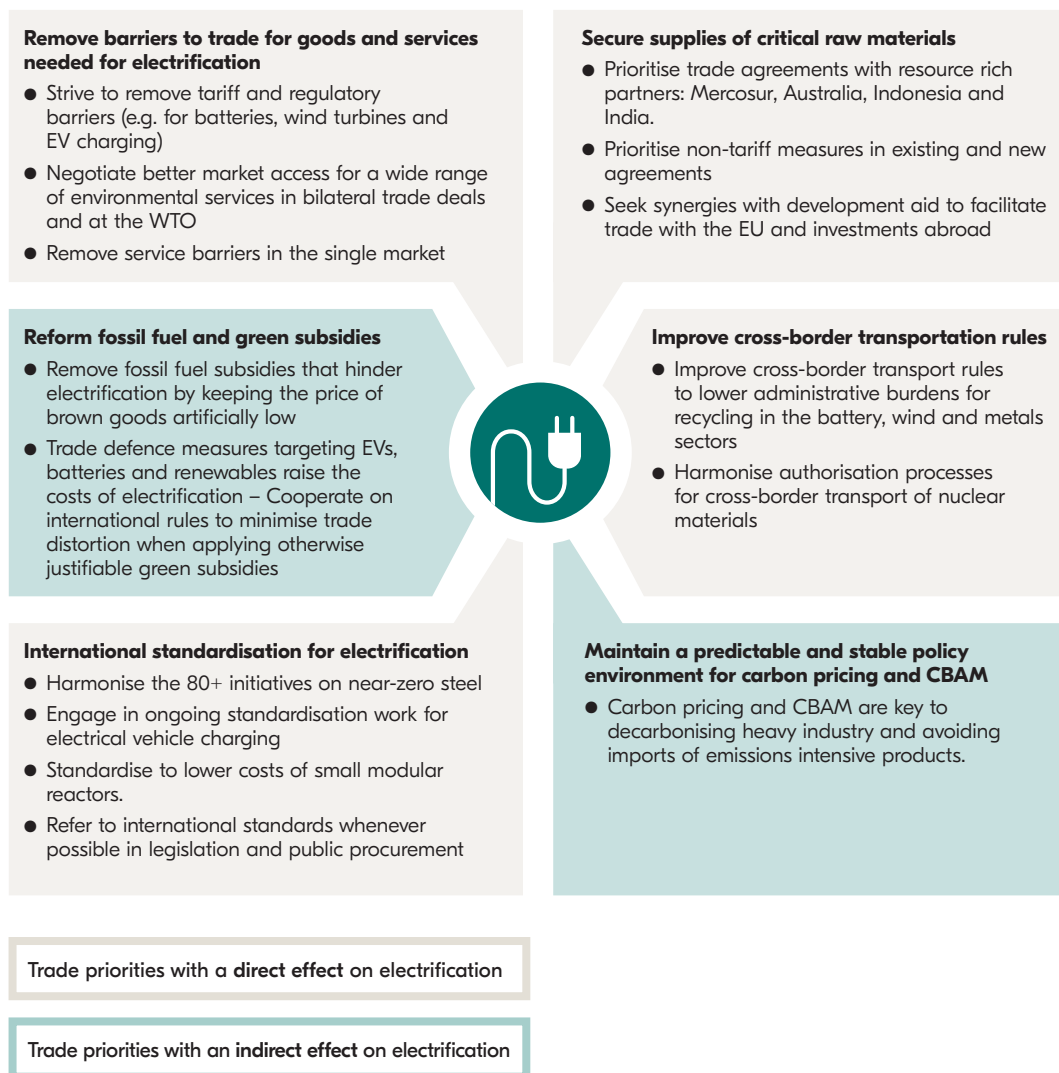 Remove barriers to trade for goods and services
needed for electrification
● Strive to remove tariff and regulatory
barriers (e.g. for batteries, wind turbines and
EV charging)
● Negotiate better market access for a wide range
of environmental services in bilateral trade deals
and at the WTO
● Remove service barriers in the single market
Secure supplies of critical raw materials
● Prioritise trade agreements with resource rich
partners: Mercosur, Australia, Indonesia and
India.
● Prioritise non-tariff measures in existing and new
agreements
● Seek synergies with development aid to facilitate
trade with the EU and investments abroad
Reform fossil fuel and green subsidies
● Remove fossil fuel subsidies that hinder
electrification by keeping the price of
brown goods artificially low
● Trade defence measures targeting EVs,
batteries and renewables raise the
costs of electrification – Cooperate on
international rules to minimise trade
distortion when applying otherwise
justifiable green subsidies
Improve cross-border transportation rules
● Improve cross-border transport rules
to lower administrative burdens for
recycling in the battery, wind and metals
sectors
● Harmonise authorisation processes
for cross-border transport of nuclear
materials
International standardisation for electrification
● Harmonise the 80+ initiatives on near-zero steel
● Engage in ongoing standardisation work for
electrical vehicle charging
● Standardise to lower costs of small modular
reactors.
● Refer to international standards whenever
possible in legislation and public procurement
Maintain a predictable and stable policy
environment for carbon pricing and CBAM
● Carbon pricing and CBAM are key to
decarbonising heavy industry and avoiding
imports of emissions intensive products.
Trade priorities with a direct effect on electrification
Trade priorities with an indirect effect on electrification